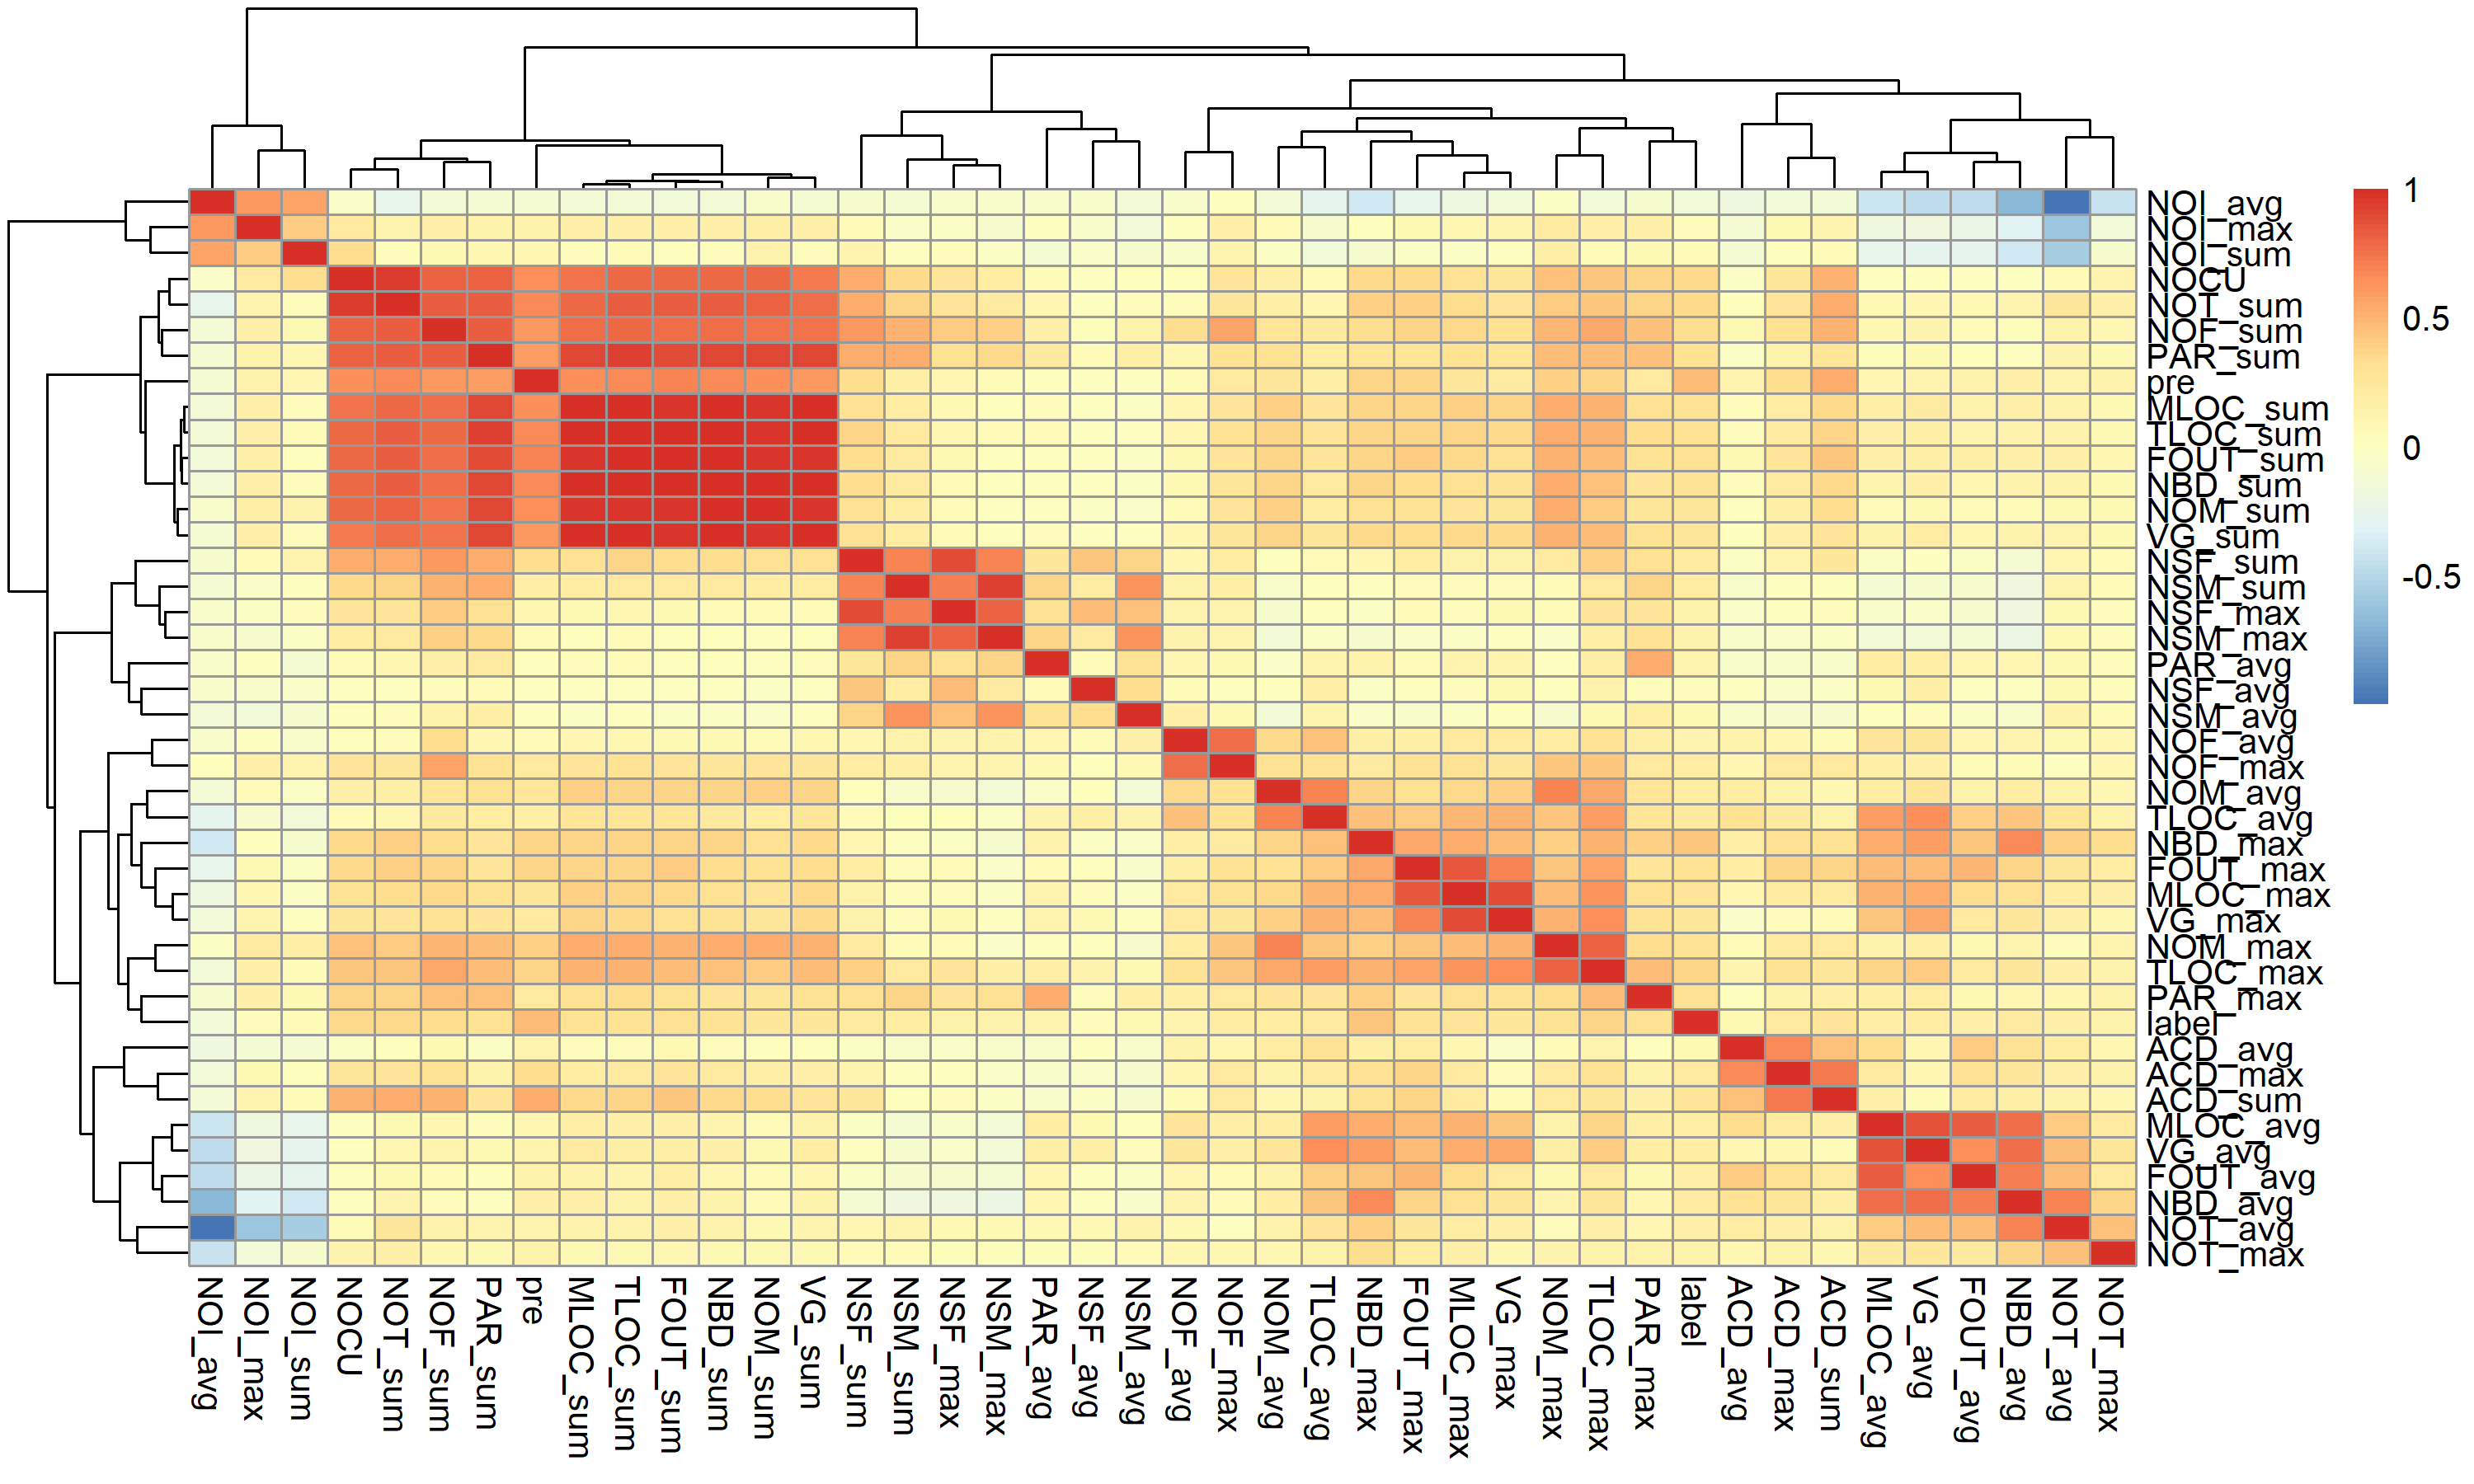 1
0.5
0
-0.5
NOI_avg
NOI_max
NOI_sum
NOCU
NOT_sum
NOF_sum
PAR_sum
pre
MLOC_sum
TLOC_sum
FOUT_sum
NBD_sum
NOM_sum
VG_sum
NSF_sum
NSM_sum
NSF_max
NSM_max
PAR_avg
NSF_avg
NSM_avg
NOF_avg
NOF_max
NOM_avg
TLOC_avg
NBD_max
FOUT_max
MLOC_max
VG_max
NOM_max
TLOC_max
PAR_max
label
ACD_avg
ACD_max
ACD_sum
MLOC_avg
VG_avg
FOUT_avg
NBD_avg
NOT_avg
NOT_max
NOI_avg
NOI_max
NOI_sum
NOCU
NOT_sum
NOF_sum
PAR_sum
pre
MLOC_sum
TLOC_sum
FOUT_sum
NBD_sum
NOM_sum
VG_sum
NSF_sum
NSM_sum
NSF_max
NSM_max
PAR_avg
NSF_avg
NSM_avg
NOF_avg
NOF_max
NOM_avg
TLOC_avg
NBD_max
FOUT_max
MLOC_max
VG_max
NOM_max
TLOC_max
PAR_max
label
ACD_avg
ACD_max
ACD_sum
MLOC_avg
VG_avg
FOUT_avg
NBD_avg
NOT_avg
NOT_max